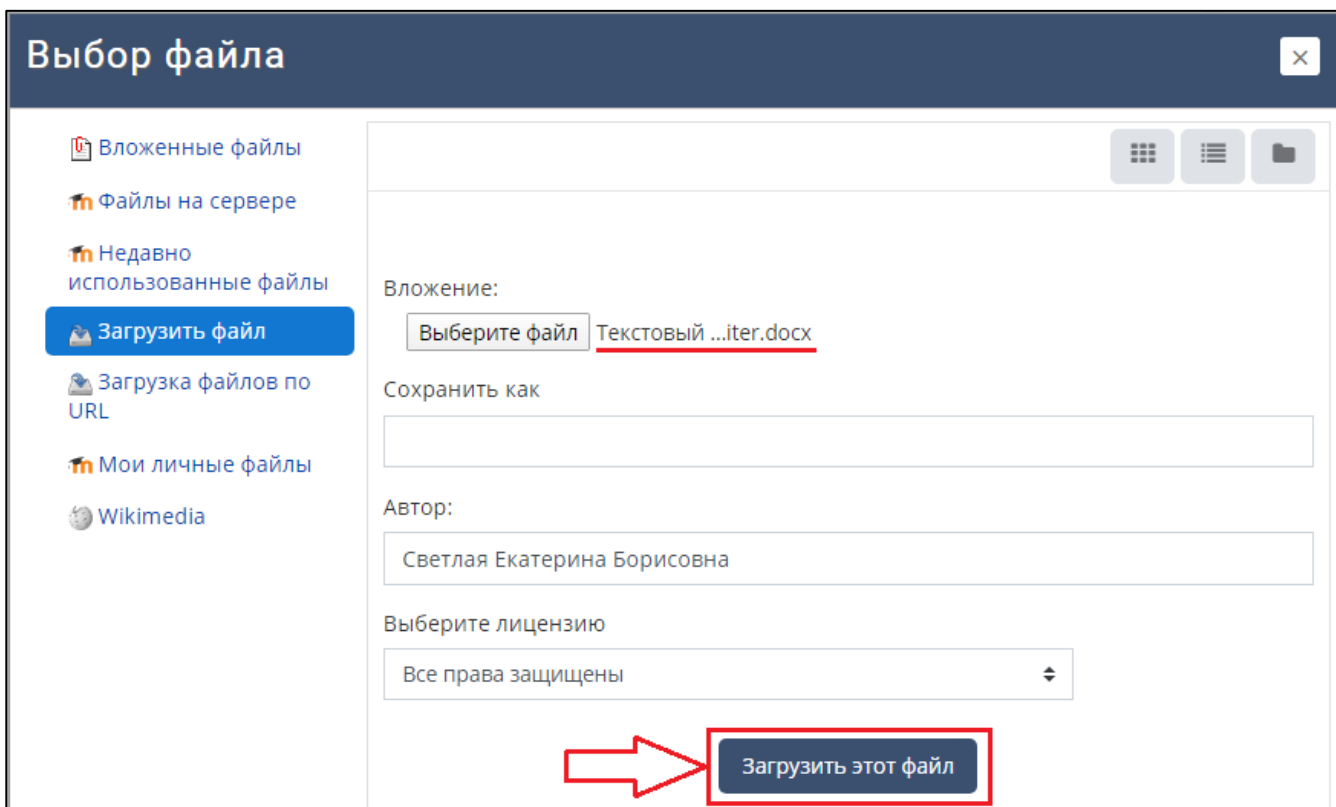 Выбор файла
Вложенные файлы
Файлы на сервере
Недавно
использованные файлы
Загрузить файл
Загрузка файлов по
URL
Мои личные файлы
Wikimedia
Вложение:
Выберите файл Текстовый ...iter.docx
Сохранить как
Автор:
Светлая Екатерина Борисовна
Выберите лицензию
Все права защищены
Загрузить этот файл